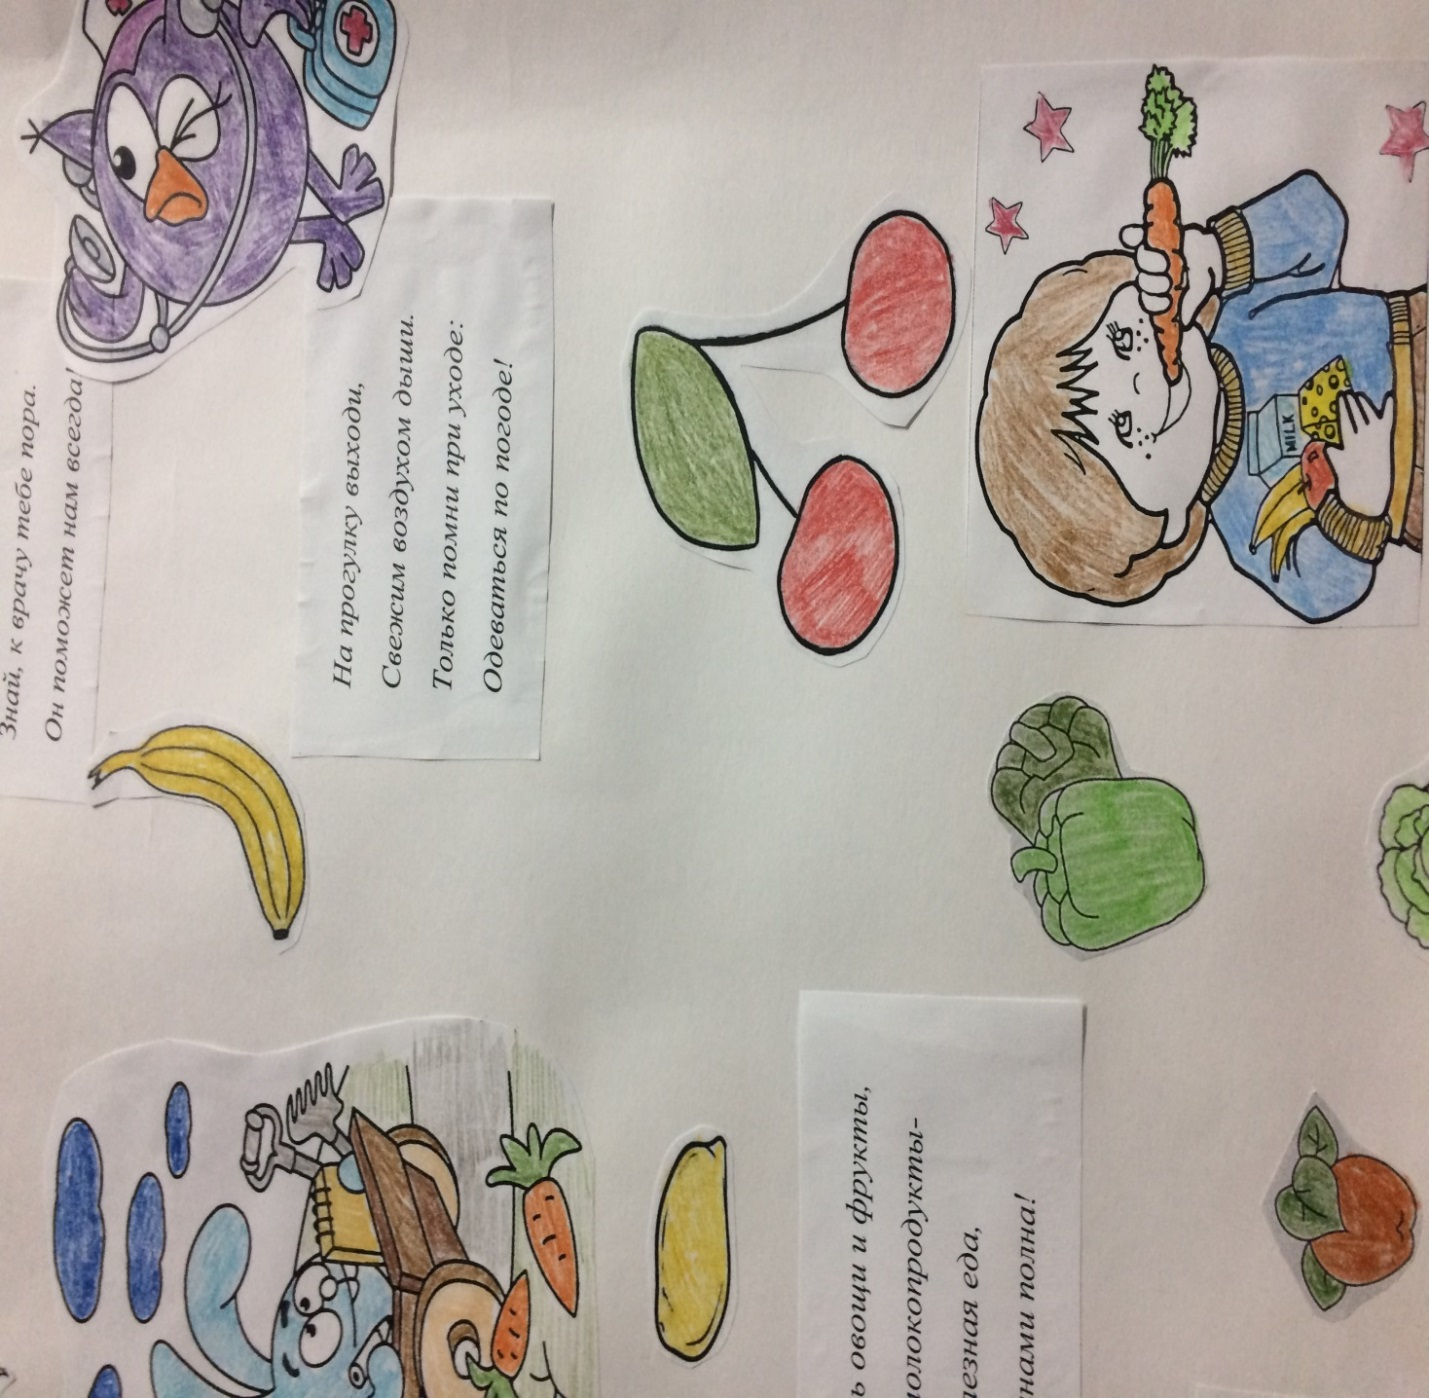 Знай, к врачу тебе пора.
Он поможет нам всегда!
На прогулку выходи,
Свежим воздухом дыши.
Только помни при уходе:
Одеваться по погоде!
MILK
ь овощи и фрукты,
молокопродукты-
лезная еда,
нами полна!